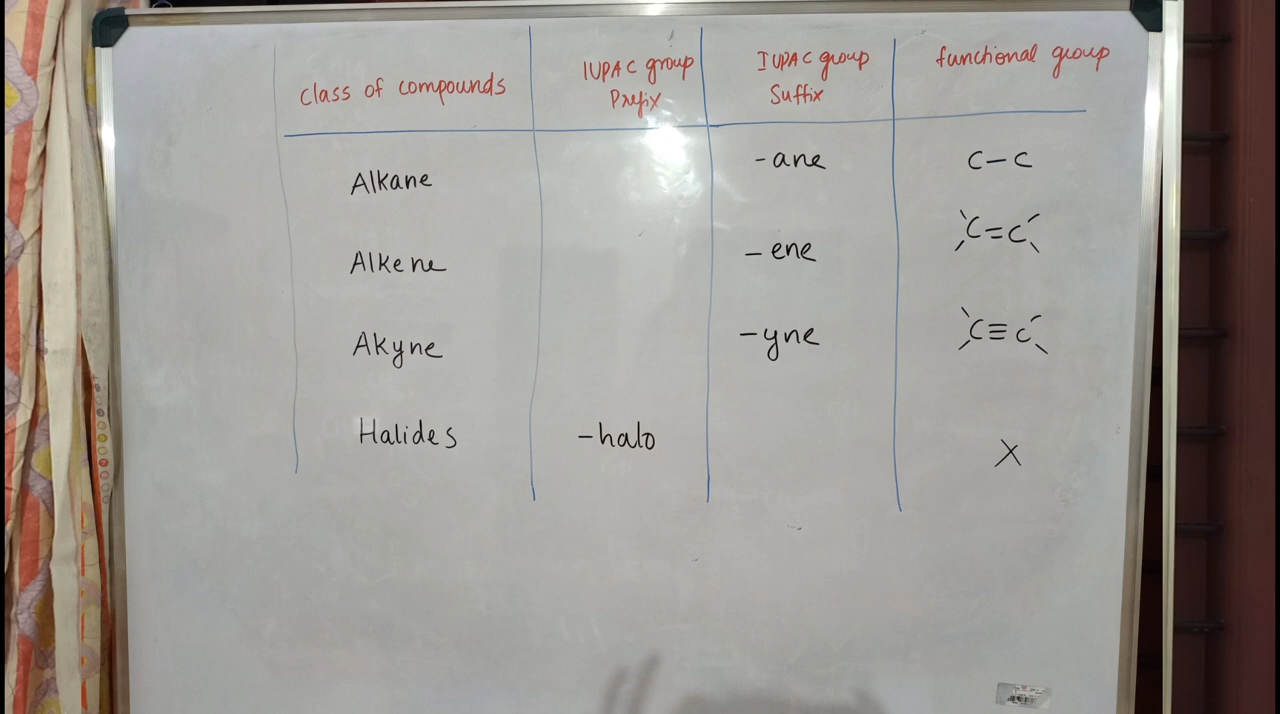 class of compounds IUPAC group Prefix IUPAC group Suffix functional group
Alkane -ane C-C
Alkene -ene C=C
Akyne -yne C≡C
Halides -halo X